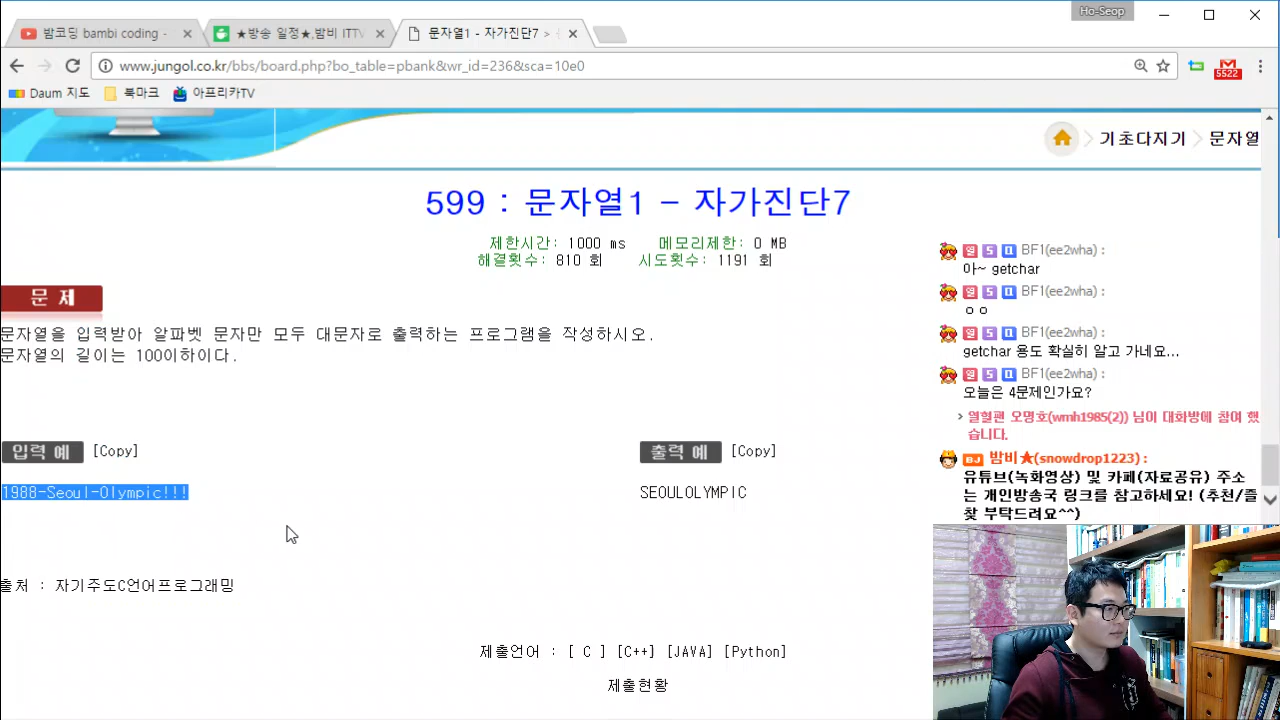 Ho-Seop
밤코딩 bambi coding -
★방송 일정★,밤비 ITTV
문자열1 - 자가진단7 >
www.jungol.co.kr/bbs/board.php?bo_table=pbank&wr_id=236&sca=10e0
5522
Daum 지도
북마크
아프리카TV
기초다지기
문자열
599 : 문자열1 - 자가진단7
제한시간: 1000 ms 메모리제한: 0 MB
해결횟수: 810 회 시도횟수: 1191 회
문 제
문자열을 입력받아 알파벳 문자만 모두 대문자로 출력하는 프로그램을 작성하시오.
문자열의 길이는 100이하이다.
입력 예 [Copy]
1988-Seoul-Olympic!!!
출력 예 [Copy]
SEOULOLYMPIC
출처 : 자기주도C언어프로그래밍
제출언어 : [ C ] [C++] [JAVA] [Python]
제출현황
열 5 BF1(ee2wha) :
아~ getchar
열 5 BF1(ee2wha) :
ㅇㅇ
열 5 BF1(ee2wha) :
getchar 용도 확실히 알고 가네요...
열 5 BF1(ee2wha) :
오늘은 4문제인가요?
> 열혈팬 오명호(wmh1985(2)) 님이 대화방에 참여 했
습니다.
BJ 밤비★(snowdrop1223) :
유튜브(녹화영상) 및 카페(자료공유) 주소
는 개인방송국 링크를 참고하세요! (추천/즐
찾 부탁드려요^^)